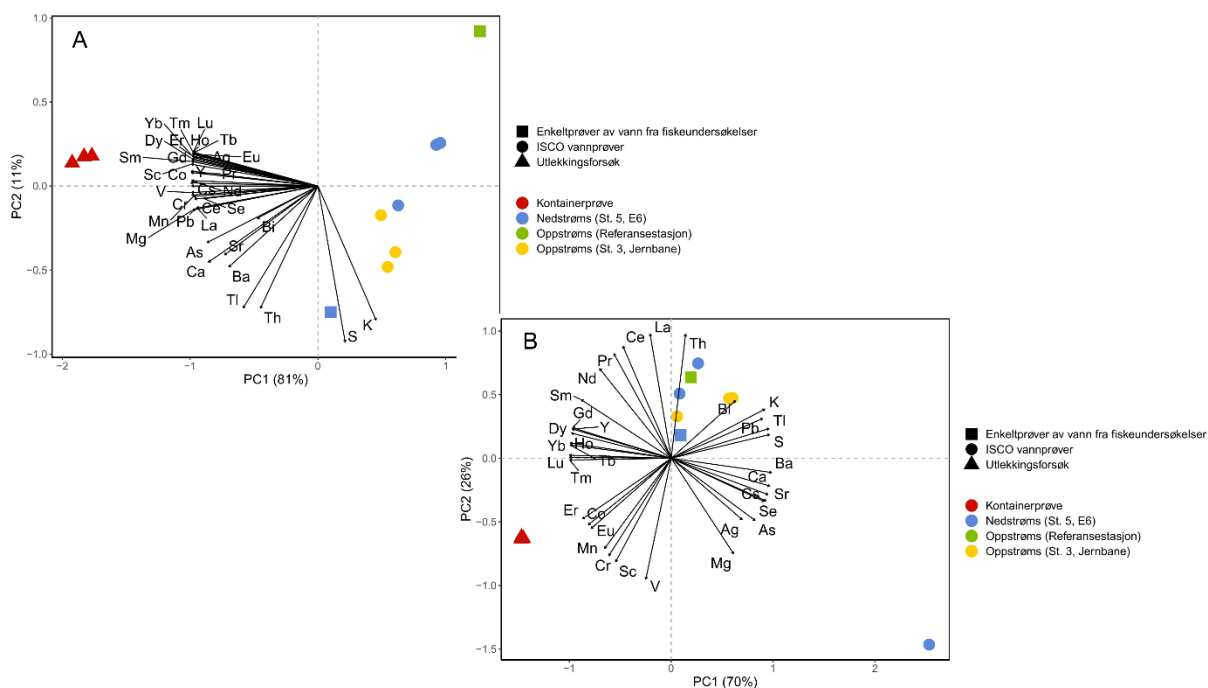 A
1.0
0.5
0.0
−0.5
−1.0
PC2 (11%)
−2
−1
0
1
PC1 (81%)
Yb Tm Lu
Dy Er Ho Tb
Sm Gd Ag Eu
Sc Co Y Pr
V Cs Nd
Cr Ce Se
Mn Pb La
Mg Bi
As Sr
Ca Ba
Tl Th
S K
Enkeltprøver av vann fra fiskeundersøkelser
ISCO vannprøver
Utlekkingsforsøk
Kontainerprøve
Nedstrøms (St. 5, E6)
Oppstrøms (Referansestasjon)
Oppstrøms (St. 3, Jernbane)
B
1.0
0.5
0.0
−0.5
−1.0
−1.5
PC2 (26%)
−1
0
1
2
PC1 (70%)
La
Ce Th
Pr
Nd
Sm Bi K
Gd Pb Tl
Dy Y S
Yb Ho
Lu Tb Ba
Tm Ca
Cs Sr
Er Co Se
Eu Ag As
Mn Mg
Cr Sc
V
Enkeltprøver av vann fra fiskeundersøkelser
ISCO vannprøver
Utlekkingsforsøk
Kontainerprøve
Nedstrøms (St. 5, E6)
Oppstrøms (Referansestasjon)
Oppstrøms (St. 3, Jernbane)